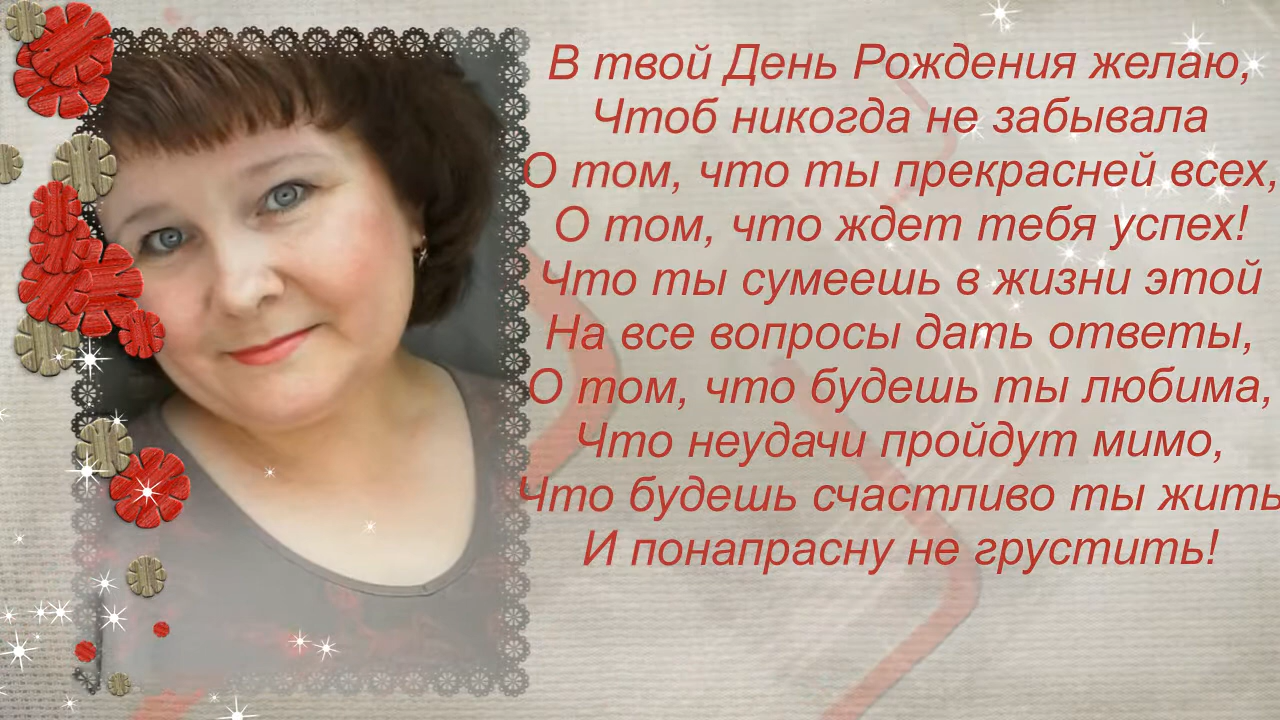 В твой День Рождения желаю,
Чтоб никогда не забывала
О том, что ты прекрасней всех,
О том, что ждет тебя успех!
Что ты сумеешь в жизни этой
На все вопросы дать ответы,
О том, что будешь ты любима,
Что неудачи пройдут мимо,
Что будешь счастливо ты жить
И понапрасну не грустить!